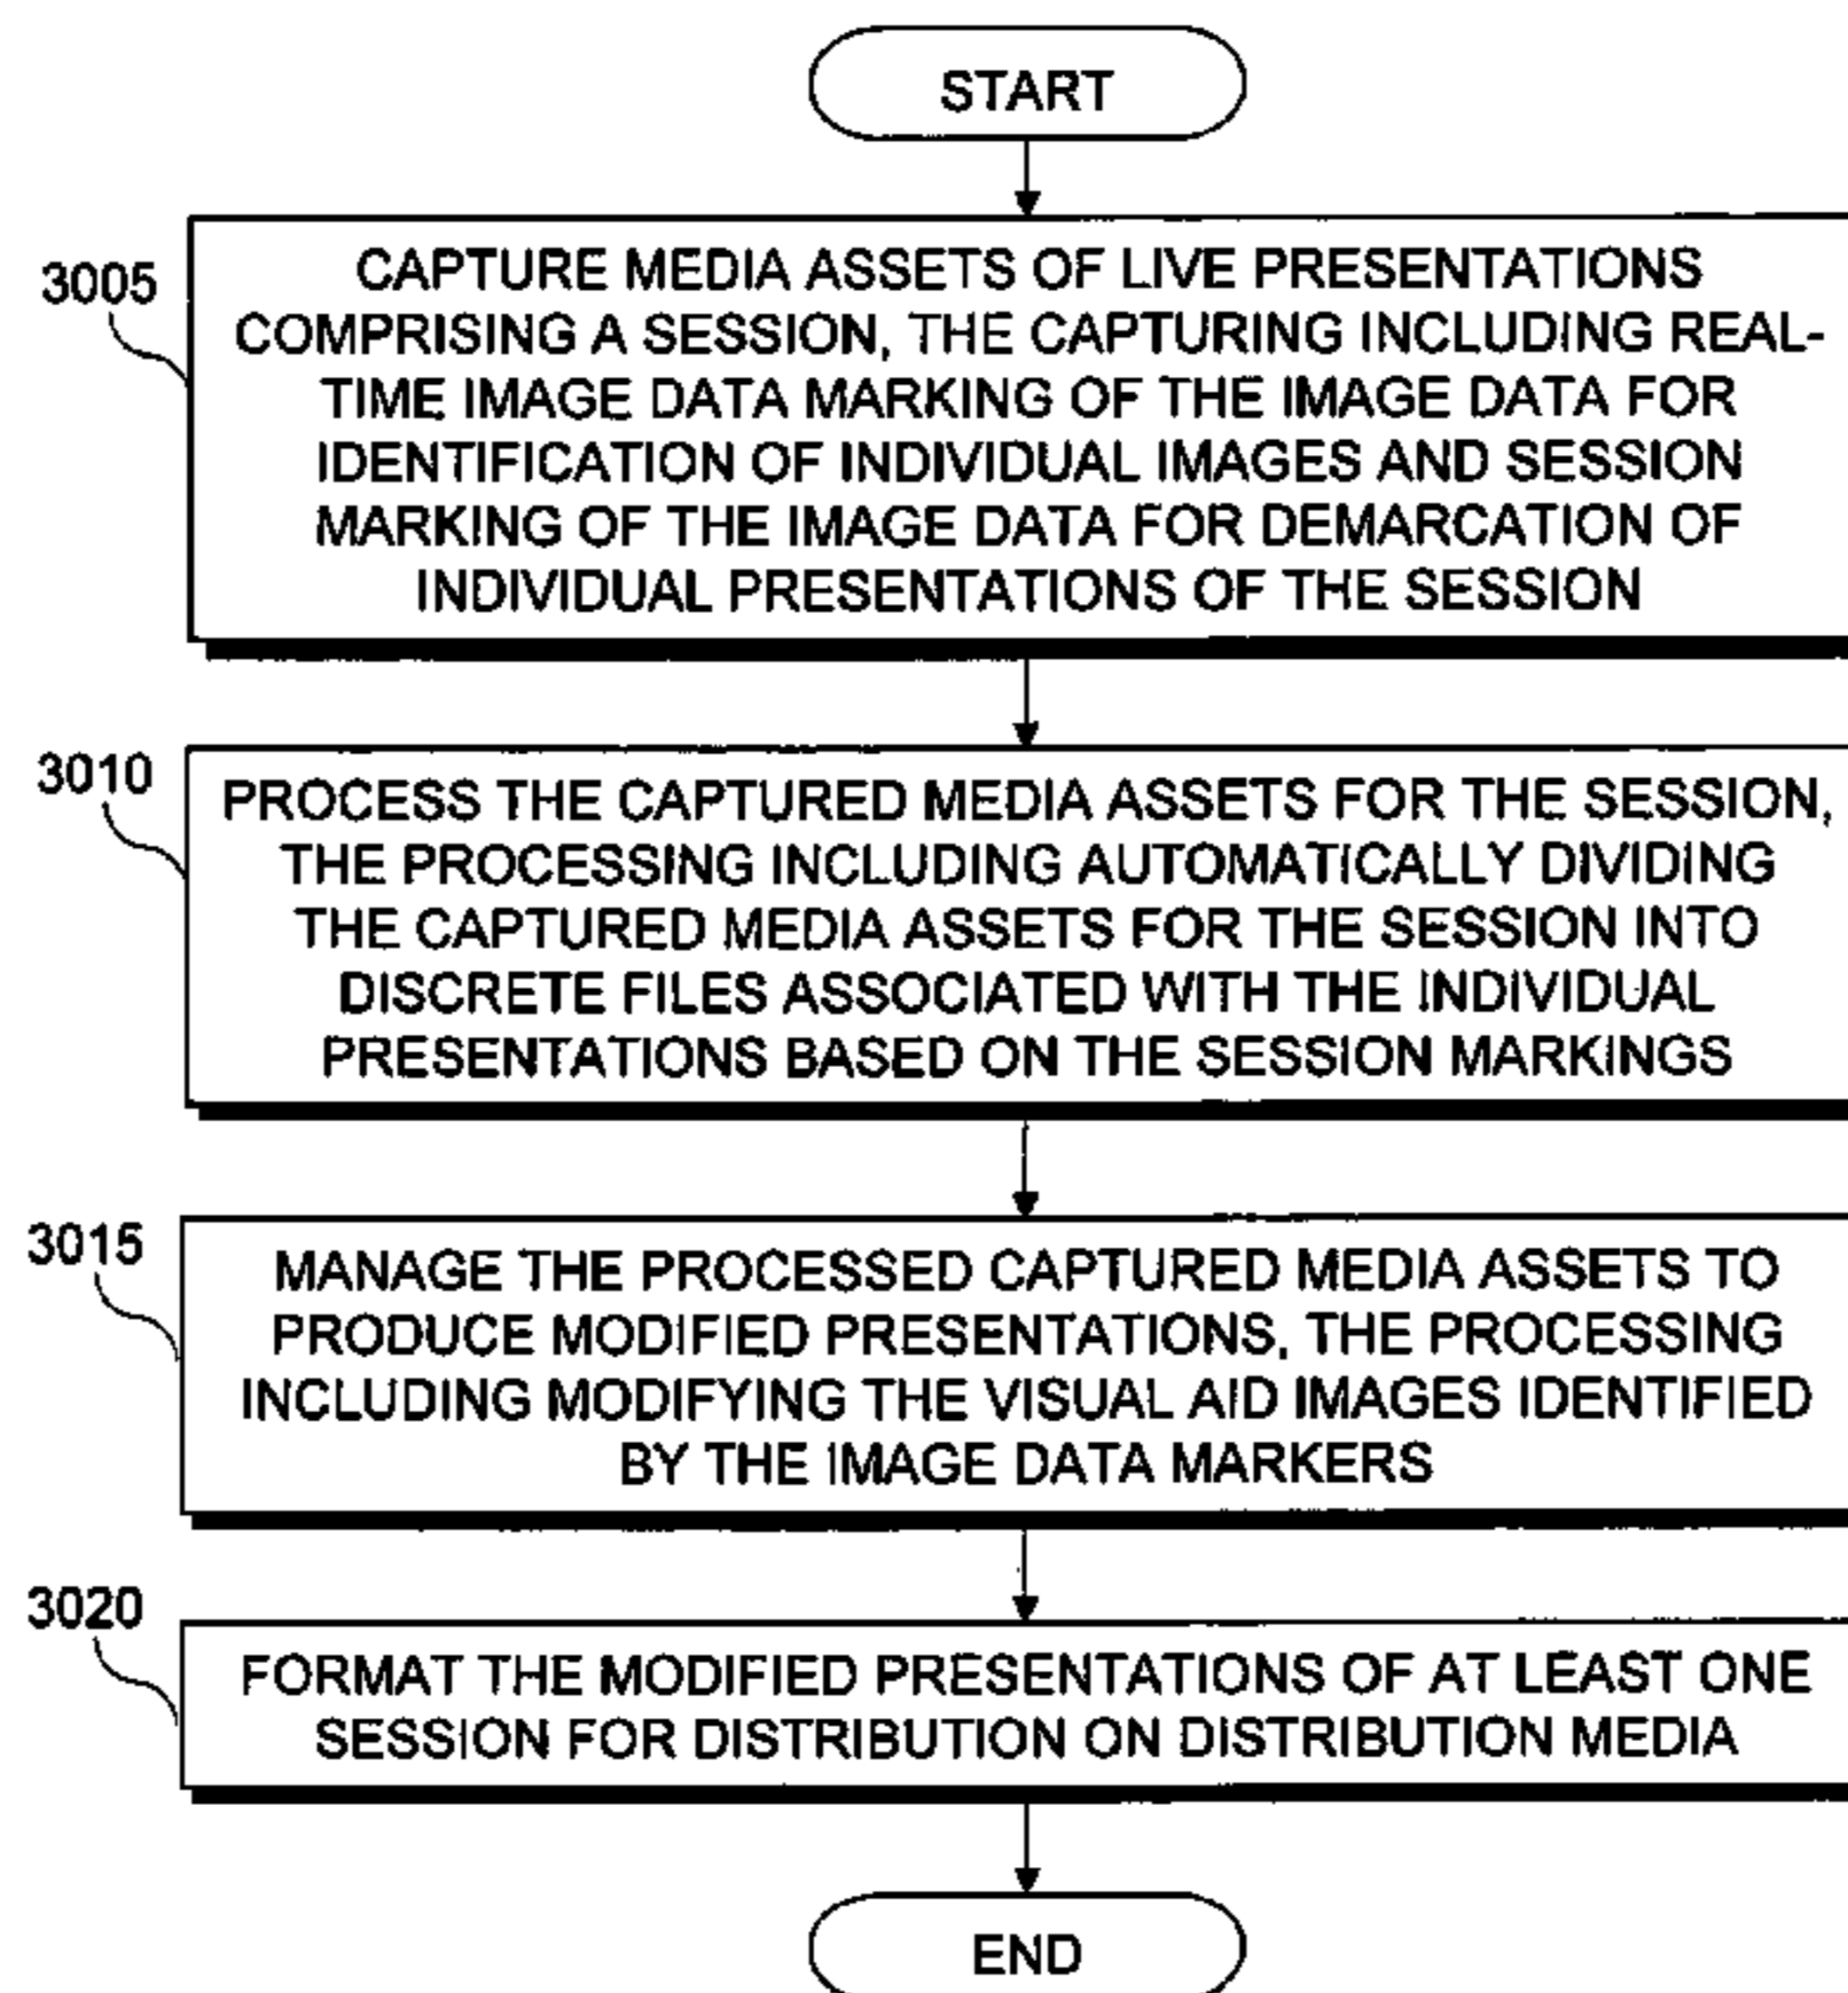 START
3005
CAPTURE MEDIA ASSETS OF LIVE PRESENTATIONS
COMPRISING A SESSION, THE CAPTURING INCLUDING REAL-
TIME IMAGE DATA MARKING OF THE IMAGE DATA FOR
IDENTIFICATION OF INDIVIDUAL IMAGES AND SESSION
MARKING OF THE IMAGE DATA FOR DEMARCATION OF
INDIVIDUAL PRESENTATIONS OF THE SESSION
3010
PROCESS THE CAPTURED MEDIA ASSETS FOR THE SESSION,
THE PROCESSING INCLUDING AUTOMATICALLY DIVIDING
THE CAPTURED MEDIA ASSETS FOR THE SESSION INTO
DISCRETE FILES ASSOCIATED WITH THE INDIVIDUAL
PRESENTATIONS BASED ON THE SESSION MARKINGS
3015
MANAGE THE PROCESSED CAPTURED MEDIA ASSETS TO
PRODUCE MODIFIED PRESENTATIONS, THE PROCESSING
INCLUDING MODIFYING THE VISUAL AID IMAGES IDENTIFIED
BY THE IMAGE DATA MARKERS
3020
FORMAT THE MODIFIED PRESENTATIONS OF AT LEAST ONE
SESSION FOR DISTRIBUTION ON DISTRIBUTION MEDIA
END